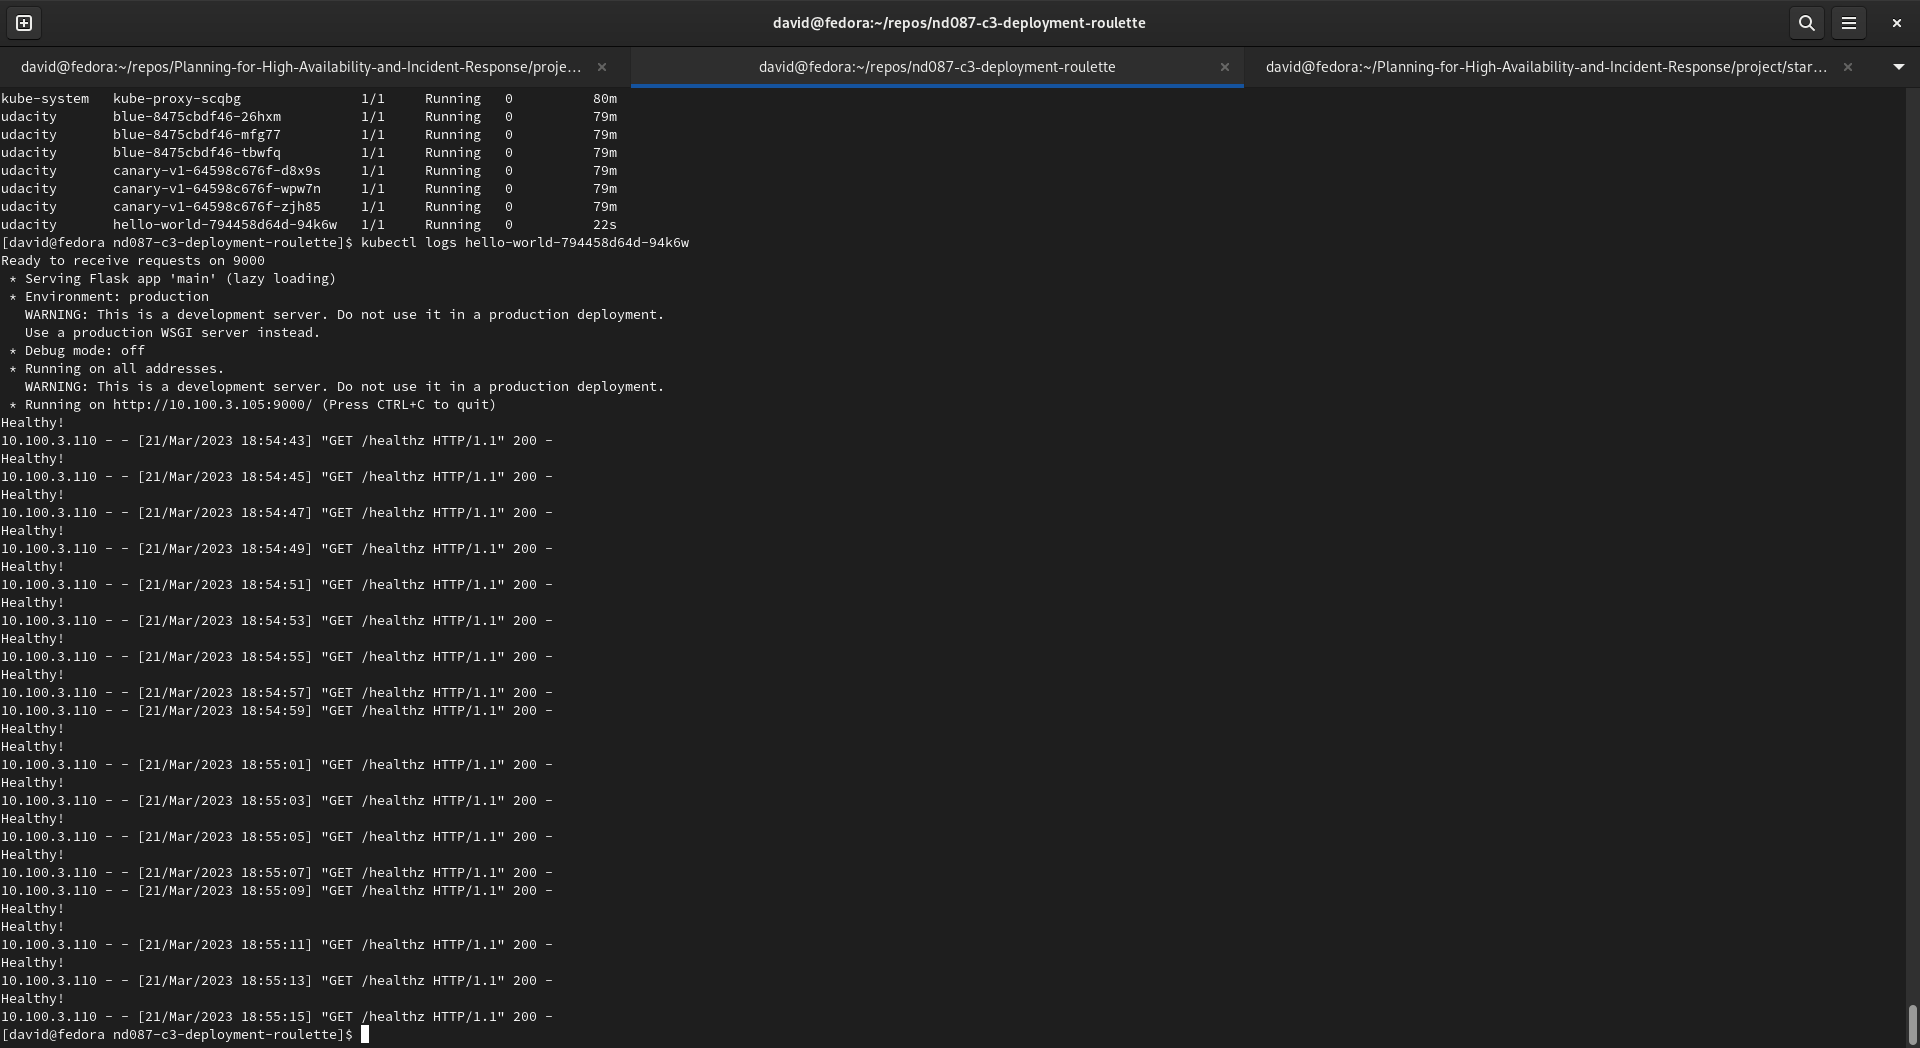 david@fedora:~/repos/nd087-c3-deployment-roulette
david@fedora:~/repos/Planning-for-High-Availability-and-Incident-Response/proje…
david@fedora:~/repos/nd087-c3-deployment-roulette
david@fedora:~/Planning-for-High-Availability-and-Incident-Response/project/star…
kube-system   kube-proxy-scqbg               1/1     Running   0          80m
udacity       blue-8475cbdf46-26hxm          1/1     Running   0          79m
udacity       blue-8475cbdf46-mfg77          1/1     Running   0          79m
udacity       blue-8475cbdf46-tbwfq          1/1     Running   0          79m
udacity       canary-v1-64598c676f-d8x9s     1/1     Running   0          79m
udacity       canary-v1-64598c676f-wpw7n     1/1     Running   0          79m
udacity       canary-v1-64598c676f-zjh85     1/1     Running   0          79m
udacity       hello-world-794458d64d-94k6w   1/1     Running   0          22s
[david@fedora nd087-c3-deployment-roulette]$ kubectl logs hello-world-794458d64d-94k6w
Ready to receive requests on 9000
 * Serving Flask app 'main' (lazy loading)
 * Environment: production
   WARNING: This is a development server. Do not use it in a production deployment.
   Use a production WSGI server instead.
 * Debug mode: off
 * Running on all addresses.
   WARNING: This is a development server. Do not use it in a production deployment.
 * Running on http://10.100.3.105:9000/ (Press CTRL+C to quit)
Healthy!
10.100.3.110 - - [21/Mar/2023 18:54:43] "GET /healthz HTTP/1.1" 200 -
Healthy!
10.100.3.110 - - [21/Mar/2023 18:54:45] "GET /healthz HTTP/1.1" 200 -
Healthy!
10.100.3.110 - - [21/Mar/2023 18:54:47] "GET /healthz HTTP/1.1" 200 -
Healthy!
10.100.3.110 - - [21/Mar/2023 18:54:49] "GET /healthz HTTP/1.1" 200 -
Healthy!
10.100.3.110 - - [21/Mar/2023 18:54:51] "GET /healthz HTTP/1.1" 200 -
Healthy!
10.100.3.110 - - [21/Mar/2023 18:54:53] "GET /healthz HTTP/1.1" 200 -
Healthy!
10.100.3.110 - - [21/Mar/2023 18:54:55] "GET /healthz HTTP/1.1" 200 -
Healthy!
10.100.3.110 - - [21/Mar/2023 18:54:57] "GET /healthz HTTP/1.1" 200 -
10.100.3.110 - - [21/Mar/2023 18:54:59] "GET /healthz HTTP/1.1" 200 -
Healthy!
Healthy!
10.100.3.110 - - [21/Mar/2023 18:55:01] "GET /healthz HTTP/1.1" 200 -
Healthy!
10.100.3.110 - - [21/Mar/2023 18:55:03] "GET /healthz HTTP/1.1" 200 -
Healthy!
10.100.3.110 - - [21/Mar/2023 18:55:05] "GET /healthz HTTP/1.1" 200 -
Healthy!
10.100.3.110 - - [21/Mar/2023 18:55:07] "GET /healthz HTTP/1.1" 200 -
10.100.3.110 - - [21/Mar/2023 18:55:09] "GET /healthz HTTP/1.1" 200 -
Healthy!
Healthy!
10.100.3.110 - - [21/Mar/2023 18:55:11] "GET /healthz HTTP/1.1" 200 -
Healthy!
10.100.3.110 - - [21/Mar/2023 18:55:13] "GET /healthz HTTP/1.1" 200 -
Healthy!
10.100.3.110 - - [21/Mar/2023 18:55:15] "GET /healthz HTTP/1.1" 200 -
[david@fedora nd087-c3-deployment-roulette]$